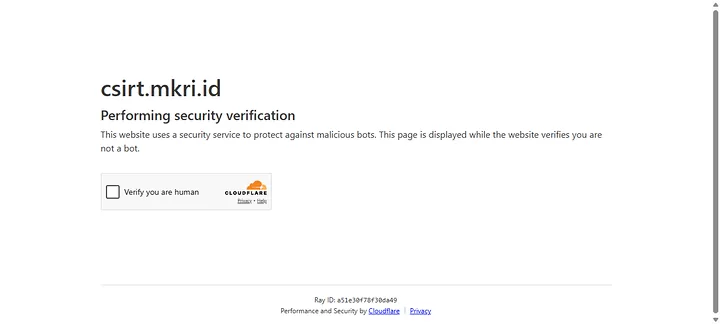 csirt.mkri.id
Performing security verification
This website uses a security service to protect against malicious bots. This page is displayed while the website verifies you are
not a bot.
Verify you are human
CLOUDFLARE
Privacy • Help
Ray ID: a51e30f78f30da49
Performance and Security by Cloudflare | Privacy